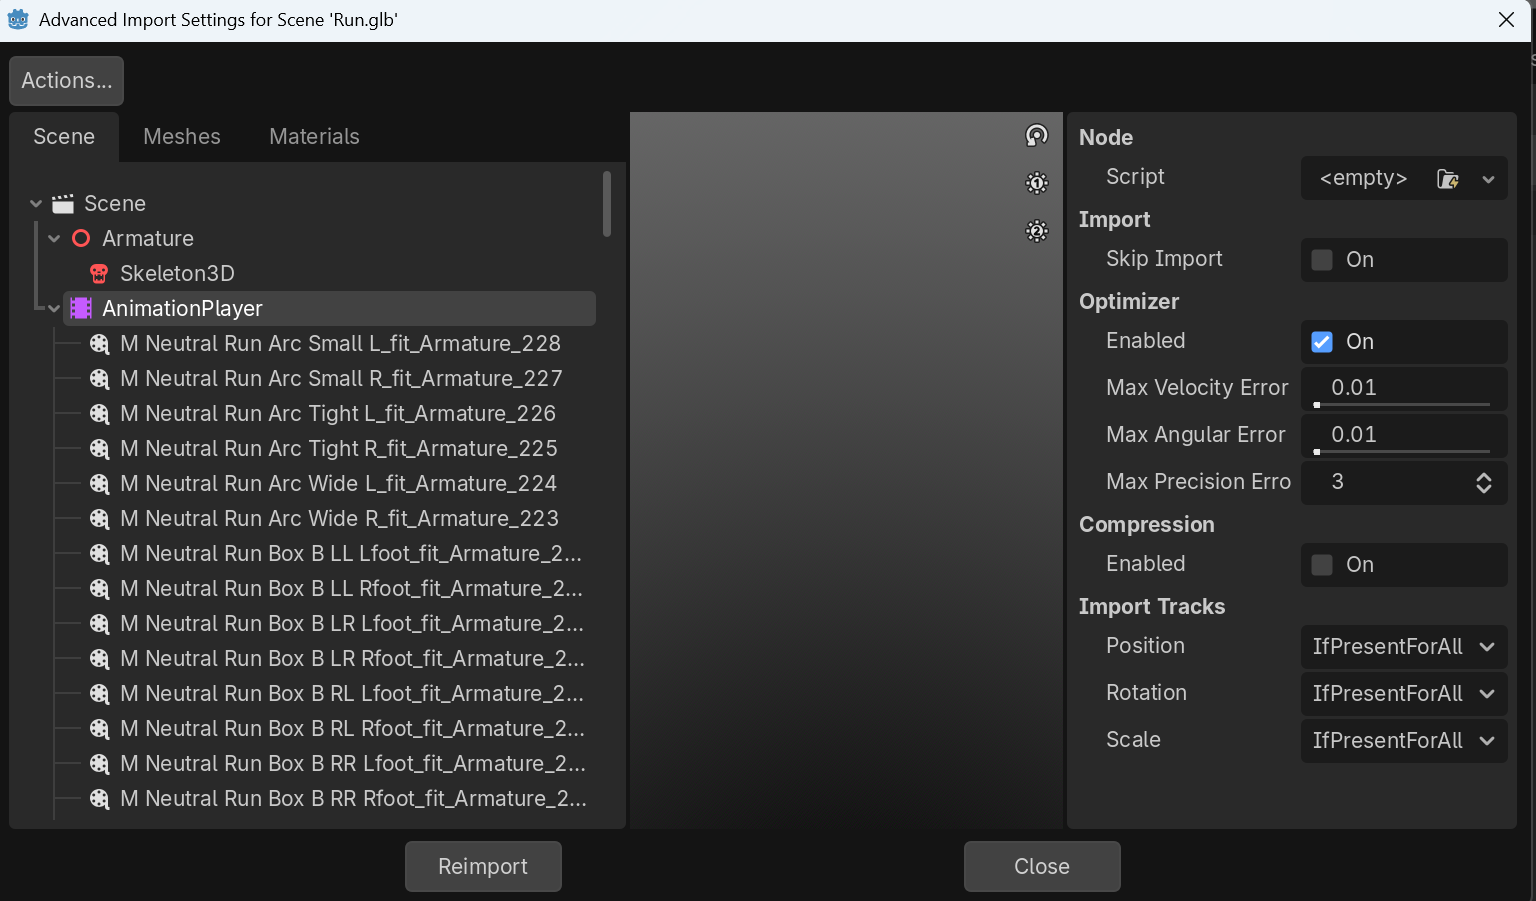 Advanced Import Settings for Scene 'Run.glb'
Actions...
Scene Meshes Materials
Scene
Armature
Skeleton3D
AnimationPlayer
M Neutral Run Arc Small L_fit_Armature_228
M Neutral Run Arc Small R_fit_Armature_227
M Neutral Run Arc Tight L_fit_Armature_226
M Neutral Run Arc Tight R_fit_Armature_225
M Neutral Run Arc Wide L_fit_Armature_224
M Neutral Run Arc Wide R_fit_Armature_223
M Neutral Run Box B LL Lfoot_fit_Armature_2...
M Neutral Run Box B LL Rfoot_fit_Armature_2...
M Neutral Run Box B LR Lfoot_fit_Armature_2...
M Neutral Run Box B LR Rfoot_fit_Armature_2...
M Neutral Run Box B RL Lfoot_fit_Armature_2...
M Neutral Run Box B RL Rfoot_fit_Armature_2...
M Neutral Run Box B RR Lfoot_fit_Armature_2...
M Neutral Run Box B RR Rfoot_fit_Armature_2...
1
2
Node
Script <empty>
Import
Skip Import On
Optimizer
Enabled On
Max Velocity Error 0.01
Max Angular Error 0.01
Max Precision Erro 3
Compression
Enabled On
Import Tracks
Position IfPresentForAll
Rotation IfPresentForAll
Scale IfPresentForAll
Reimport Close